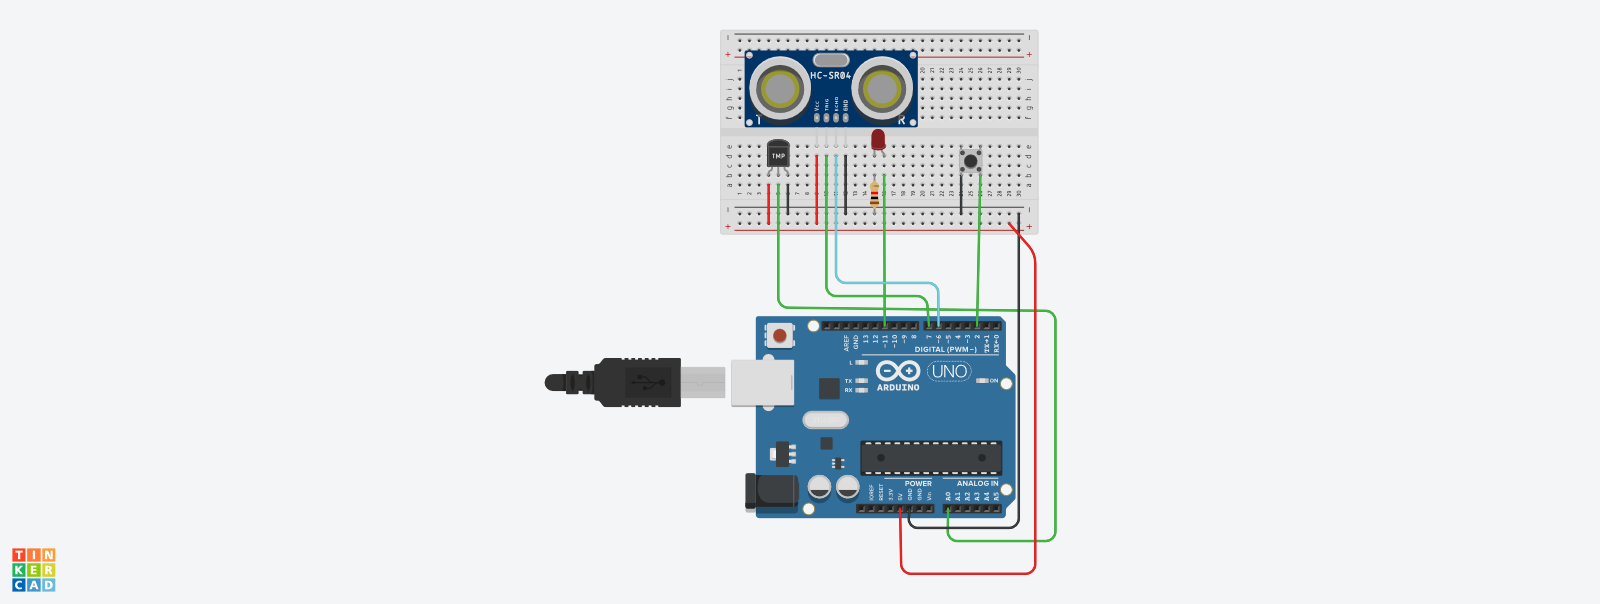 HC-SR04
Vcc
TRIG
ECHO
GND
T
R
TMP
AREF
GND
13
12
~11
~10
~9
8
7
~6
~5
4
~3
2
TX→1
RX←0
DIGITAL (PWM~)
L
TX
RX
UNO
ARDUINO
ON
POWER
ANALOG IN
IOREF
RESET
3.3V
5V
GND
GND
Vin
A0
A1
A2
A3
A4
A5
TIN
KER
CAD